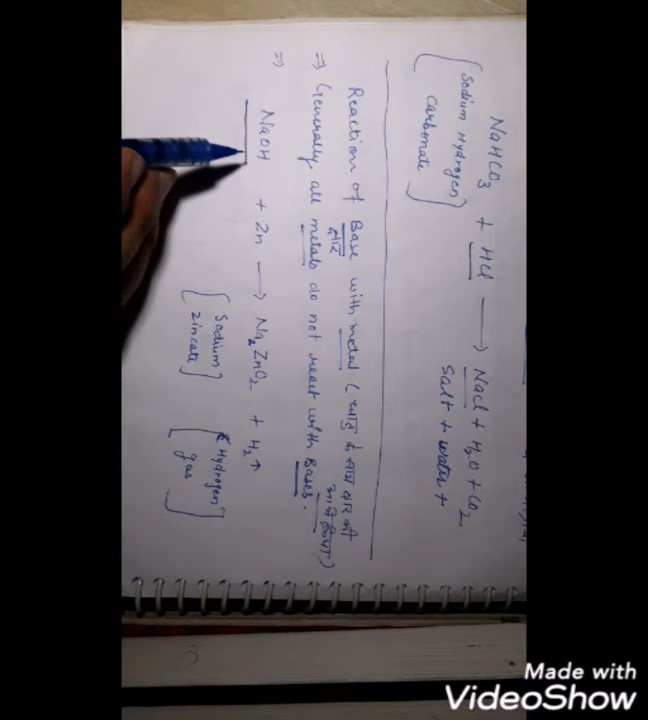 NaHCO₃ + HCl ⟶ NaCl + H₂O + CO₂
[Sodium Hydrogen Carbonate] Salt + water +
Reaction of Base with metal (धातु के साथ क्षार की
क्षार
अभिक्रिया)
⇒ Generally all metals do not react with Bases.
⇒ NaOH + Zn ⟶ Na₂ZnO₂ + H₂↑
[Sodium zincate] [Hydrogen gas]
Made with
VideoShow